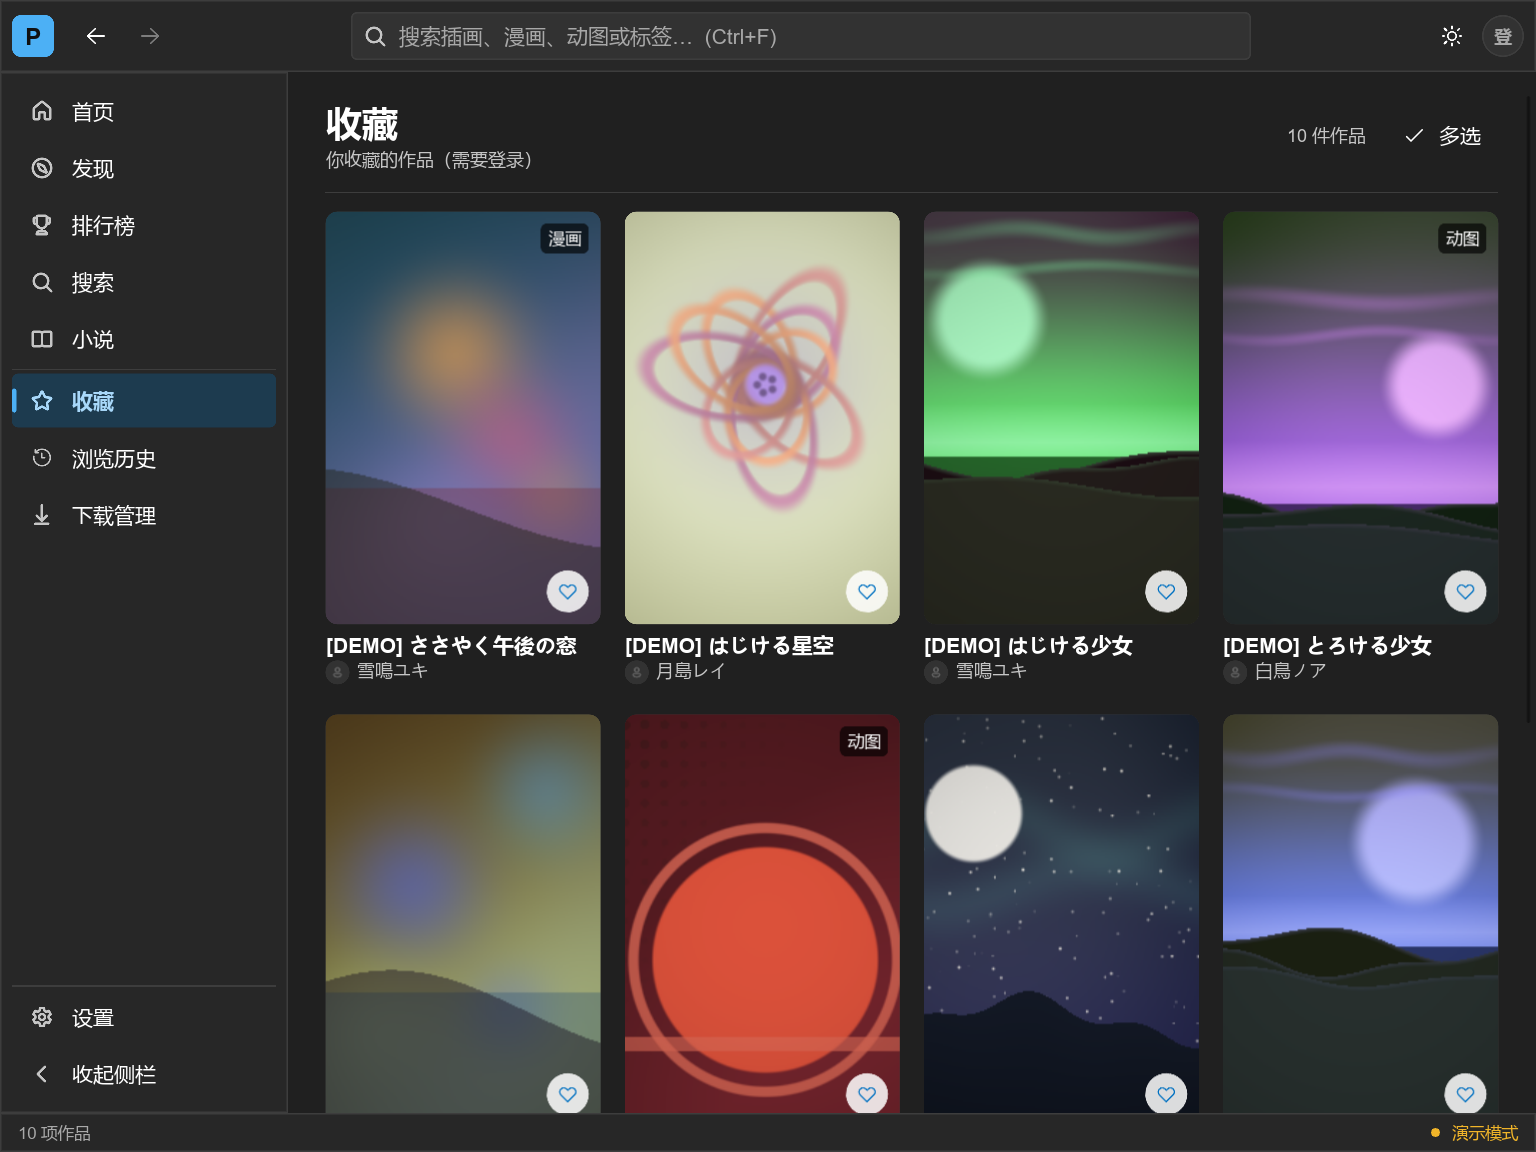 P
搜索插画、漫画、动图或标签… (Ctrl+F)
登
首页
发现
排行榜
搜索
小说
收藏
浏览历史
下载管理
设置
收起侧栏
收藏
你收藏的作品（需要登录）
10 件作品
多选
漫画
动图
[DEMO] ささやく午後の窓
雪鳴ユキ
[DEMO] はじける星空
月島レイ
[DEMO] はじける少女
雪鳴ユキ
[DEMO] とろける少女
白鳥ノア
动图
10 项作品
演示模式